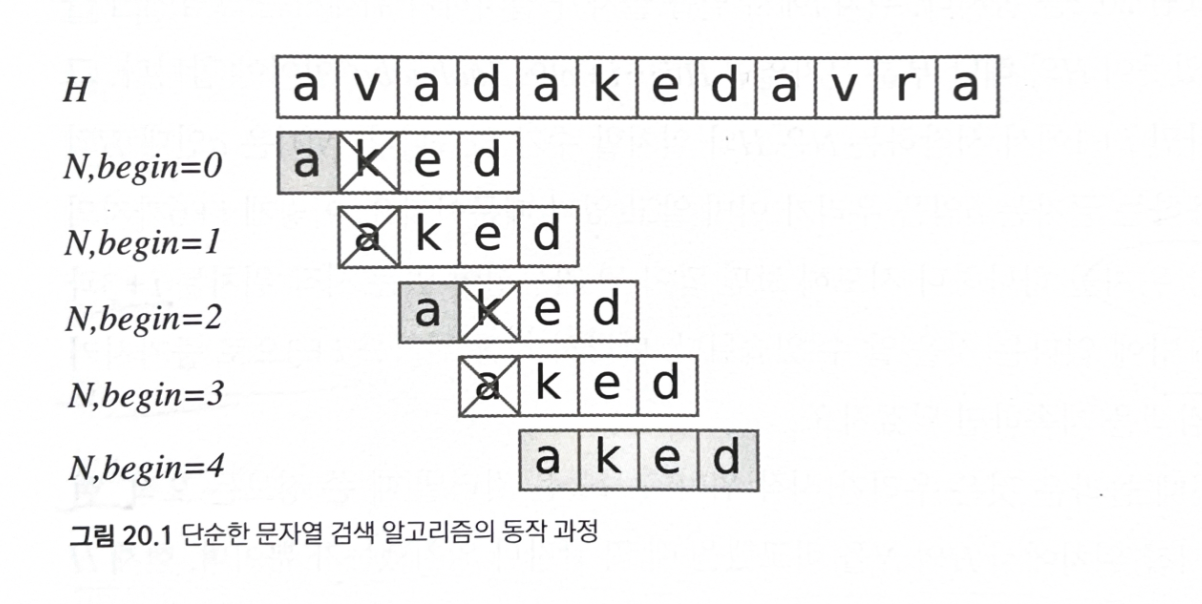 H a v a d a k e d a v r a
N,begin=0 a k e d
N,begin=1 a k e d
N,begin=2 a k e d
N,begin=3 a k e d
N,begin=4 a k e d
그림 20.1 단순한 문자열 검색 알고리즘의 동작 과정